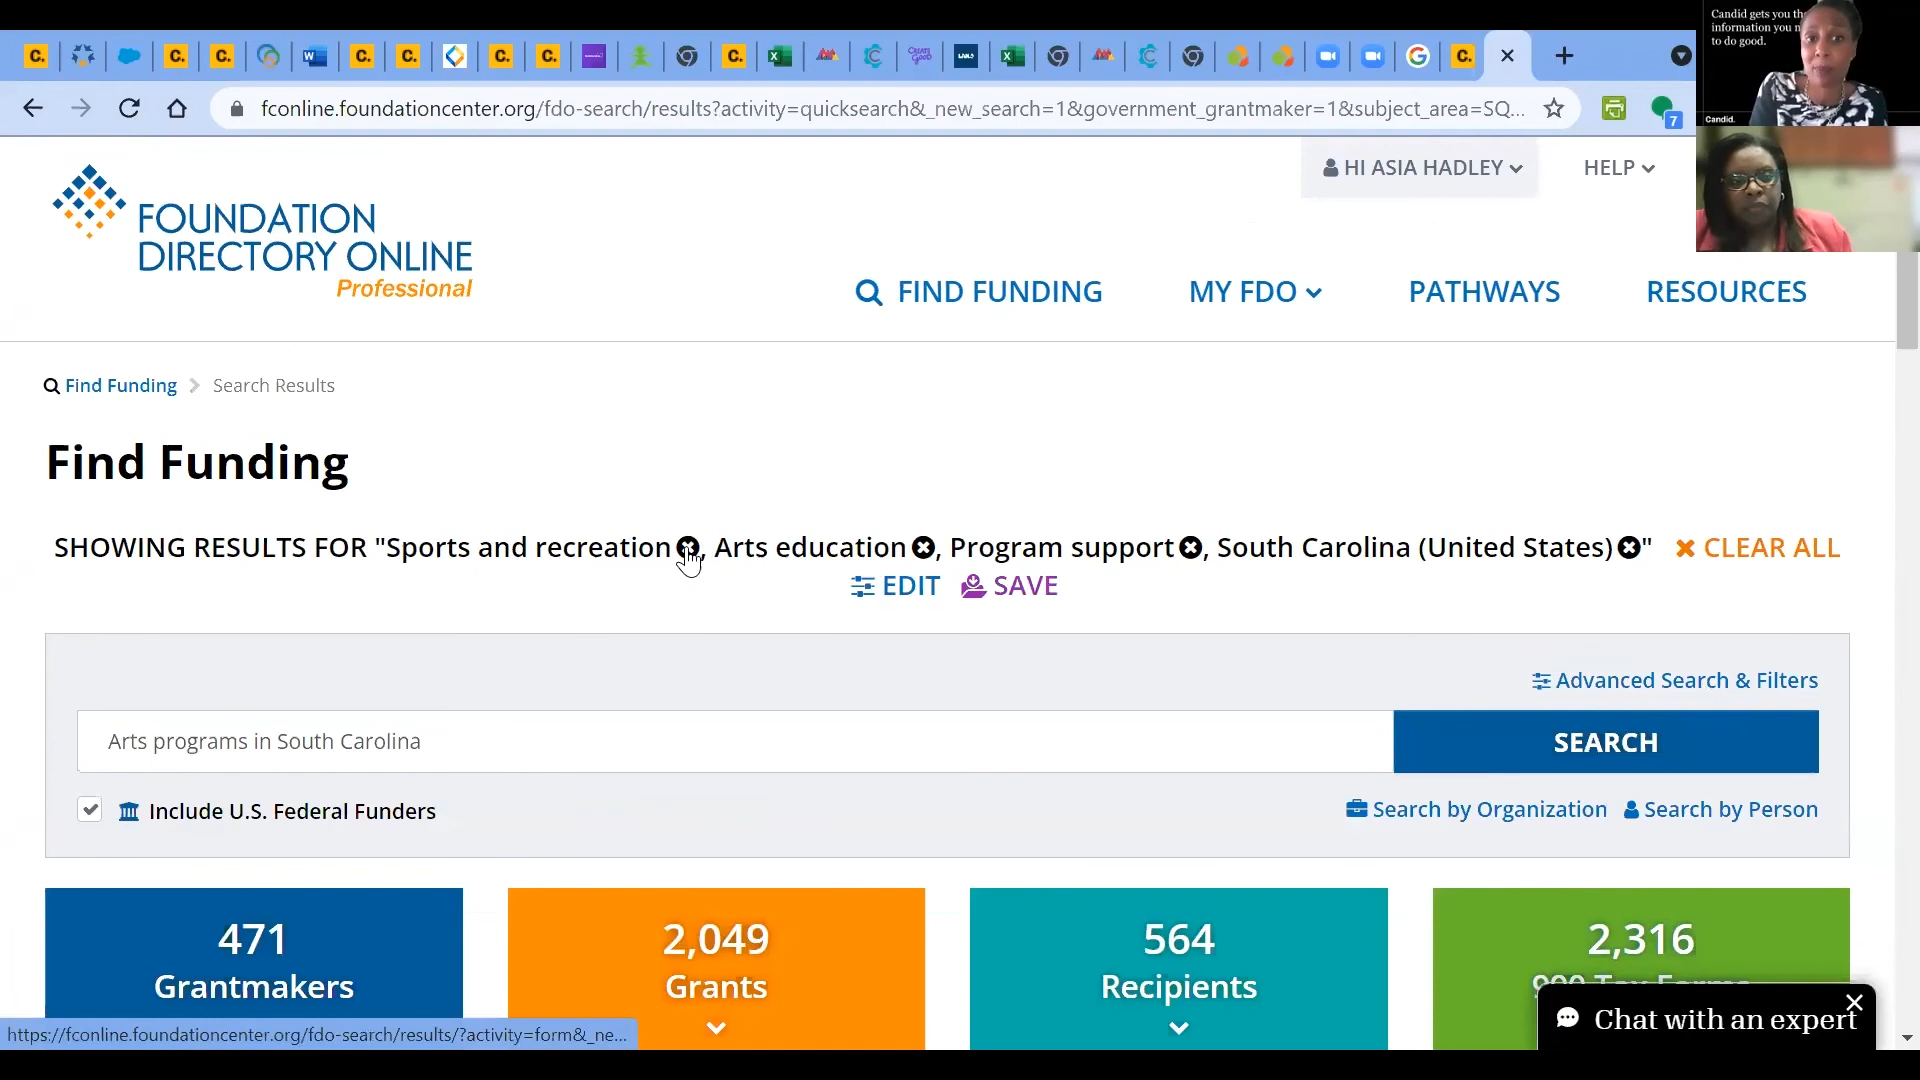 Candid gets you the
information you n
to do good.
Candid.
fconline.foundationcenter.org/fdo-search/results?activity=quicksearch&_new_search=1&government_grantmaker=1&subject_area=SQ...
7
HI ASIA HADLEY
HELP
FOUNDATION
DIRECTORY ONLINE
Professional
FIND FUNDING
MY FDO
PATHWAYS
RESOURCES
Find Funding
Search Results
Find Funding
SHOWING RESULTS FOR "Sports and recreation, Arts education, Program support, South Carolina (United States)" CLEAR ALL
EDIT SAVE
Advanced Search & Filters
Arts programs in South Carolina
SEARCH
Include U.S. Federal Funders
Search by Organization
Search by Person
471
Grantmakers
2,049
Grants
564
Recipients
2,316
990 Tax Forms
Chat with an expert
https://fconline.foundationcenter.org/fdo-search/results/?activity=form&_ne...